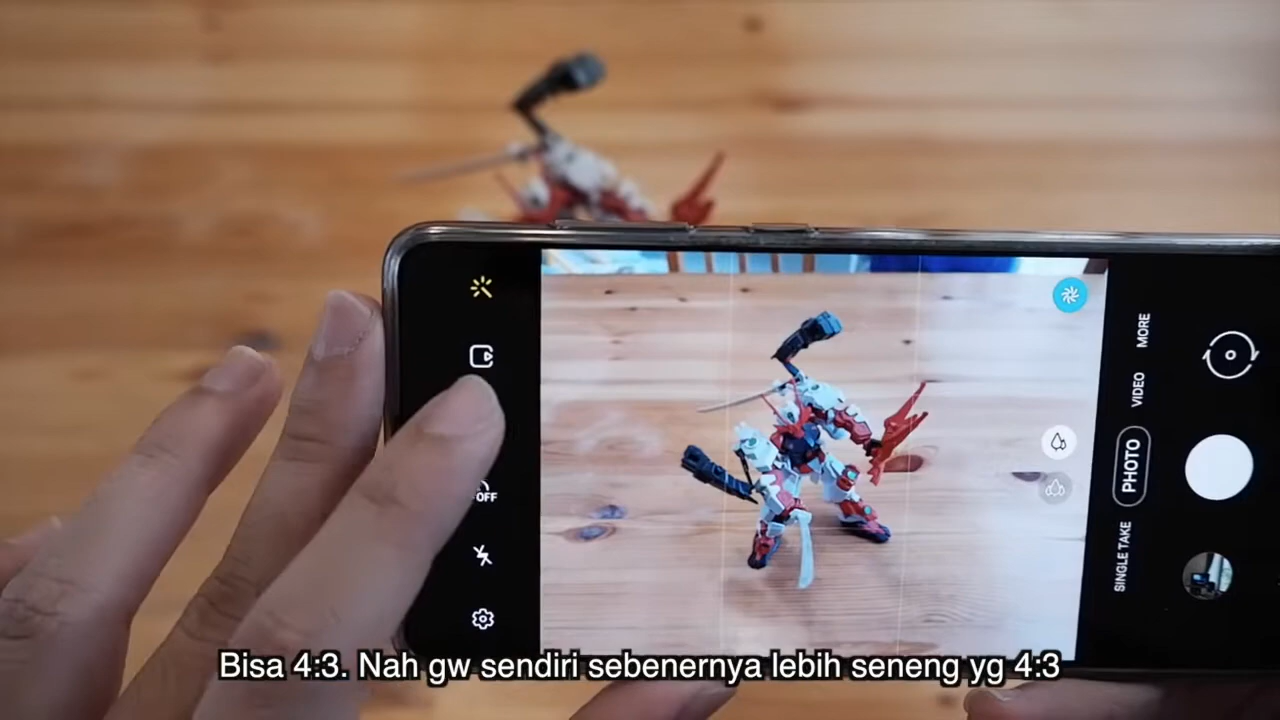 MORE
VIDEO
PHOTO
SINGLE TAKE
OFF
Bisa 4:3. Nah gw sendiri sebenernya lebih seneng yg 4:3